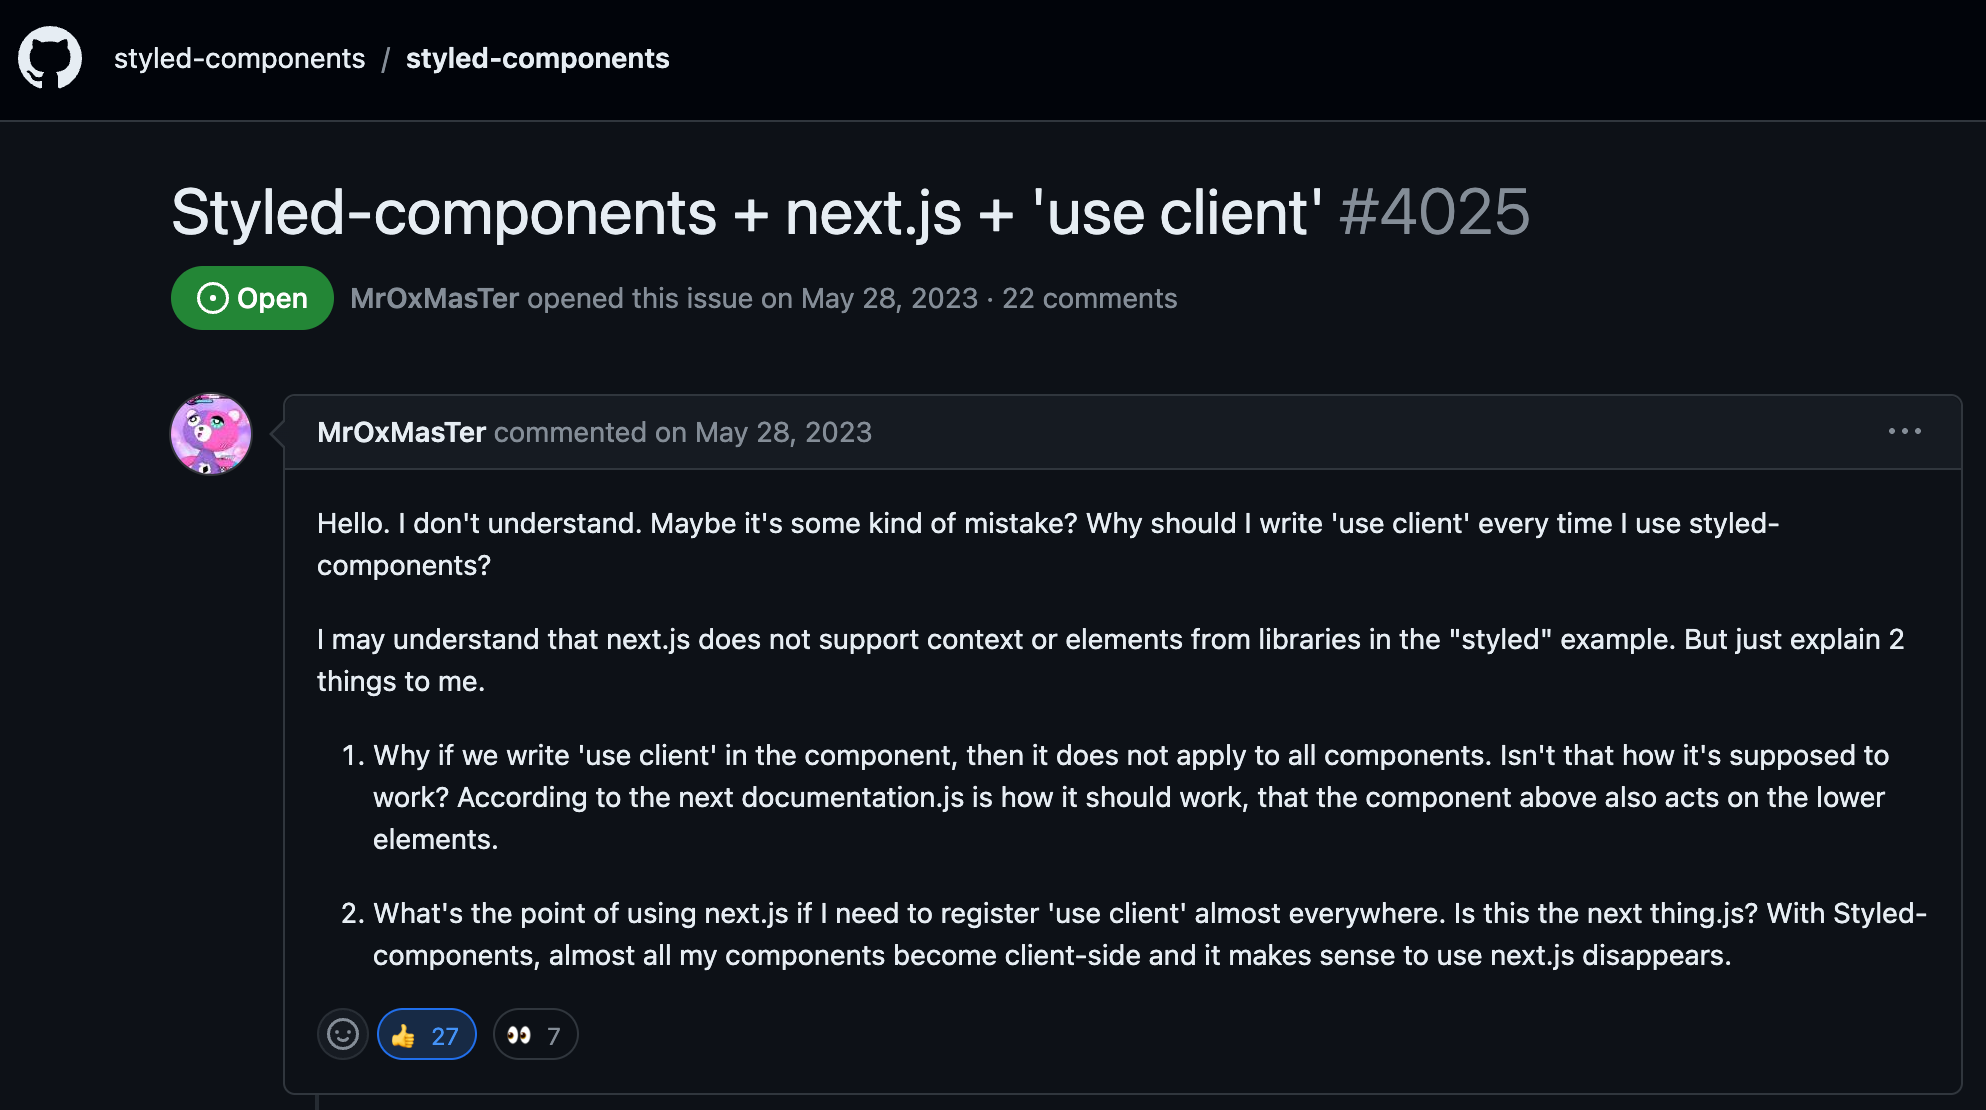 styled-components / styled-components
Styled-components + next.js + 'use client' #4025
Open MrOxMasTer opened this issue on May 28, 2023 · 22 comments
MrOxMasTer commented on May 28, 2023
Hello. I don't understand. Maybe it's some kind of mistake? Why should I write 'use client' every time I use styled-
components?
I may understand that next.js does not support context or elements from libraries in the "styled" example. But just explain 2
things to me.
1. Why if we write 'use client' in the component, then it does not apply to all components. Isn't that how it's supposed to
work? According to the next documentation.js is how it should work, that the component above also acts on the lower
elements.
2. What's the point of using next.js if I need to register 'use client' almost everywhere. Is this the next thing.js? With Styled-
components, almost all my components become client-side and it makes sense to use next.js disappears.
👍 27 👀 7